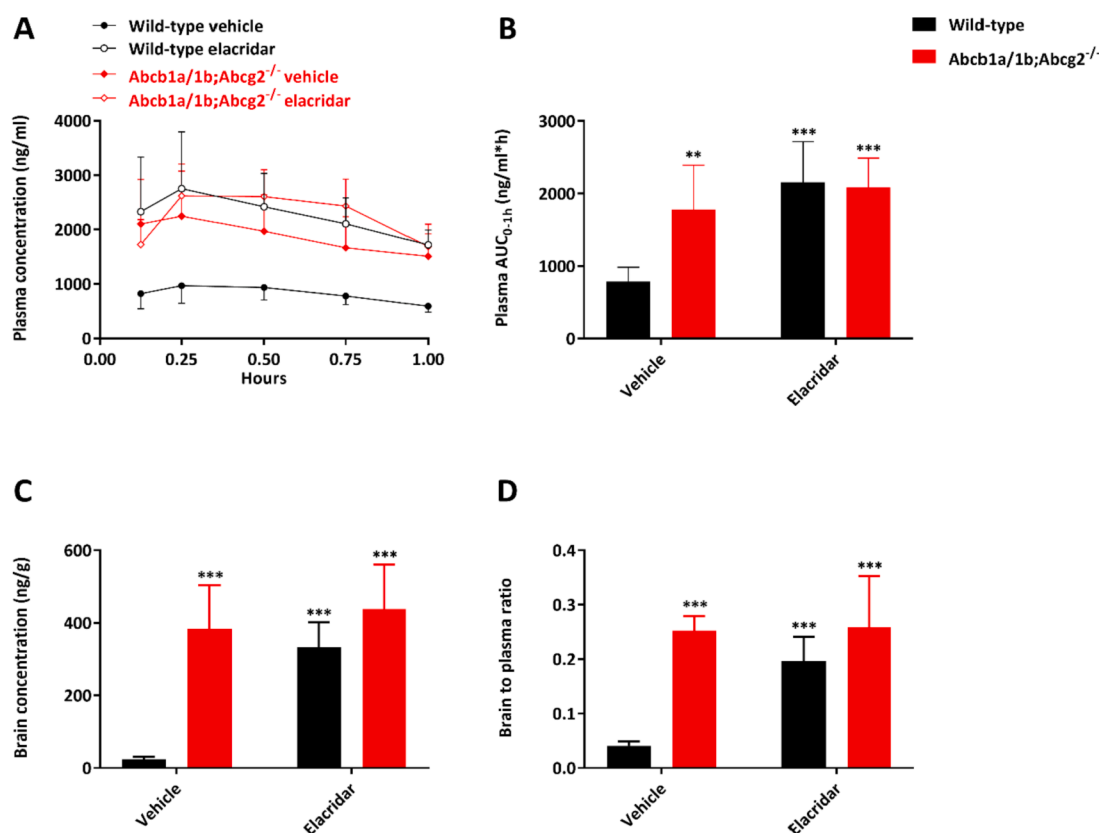 A
Wild-type vehicle
Wild-type elacridar
Abcb1a/1b;Abcg2-/- vehicle
Abcb1a/1b;Abcg2-/- elacridar
Plasma concentration (ng/ml)
4000
3000
2000
1000
0
0.00 0.25 0.50 0.75 1.00
Hours
B
Wild-type
Abcb1a/1b;Abcg2-/-
Plasma AUC0-1h (ng/ml*h)
3000
2000
1000
0
**
***
***
Vehicle
Elacridar
C
Brain concentration (ng/g)
600
400
200
0
***
***
***
Vehicle
Elacridar
D
Brain to plasma ratio
0.4
0.3
0.2
0.1
0.0
***
***
***
Vehicle
Elacridar